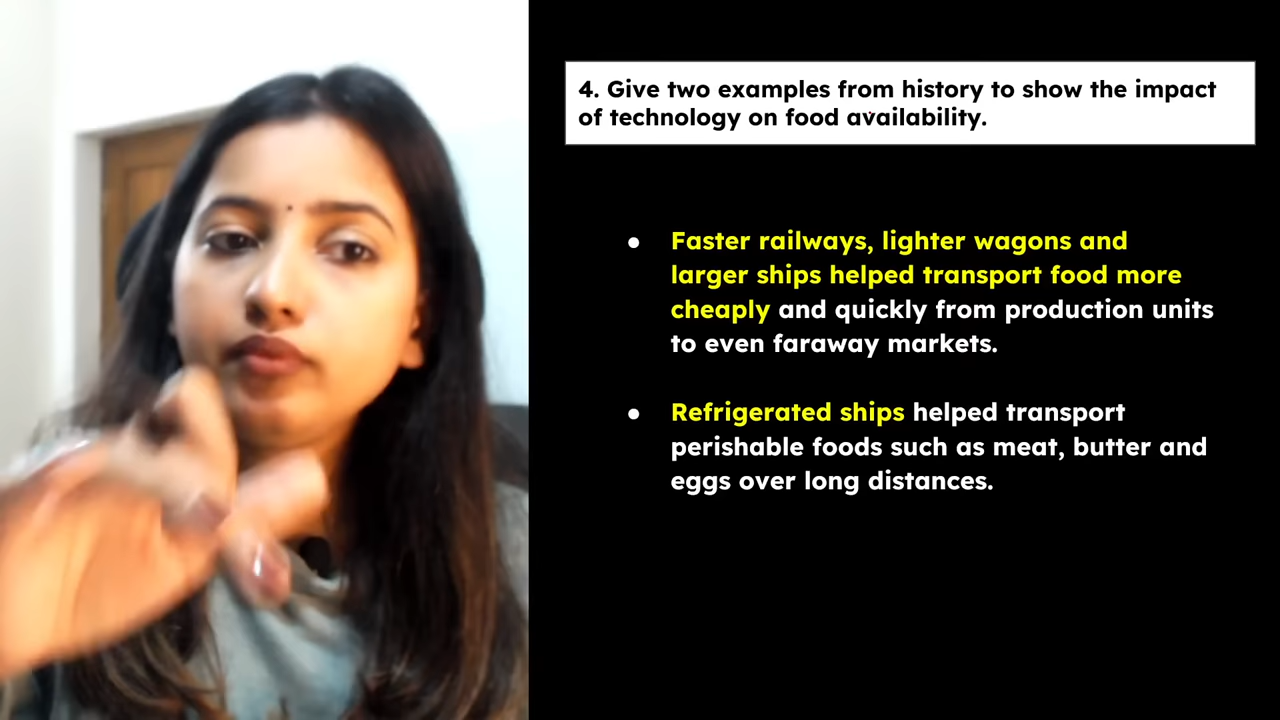 4. Give two examples from history to show the impact
of technology on food availability.
● Faster railways, lighter wagons and
larger ships helped transport food more
cheaply and quickly from production units
to even faraway markets.
● Refrigerated ships helped transport
perishable foods such as meat, butter and
eggs over long distances.